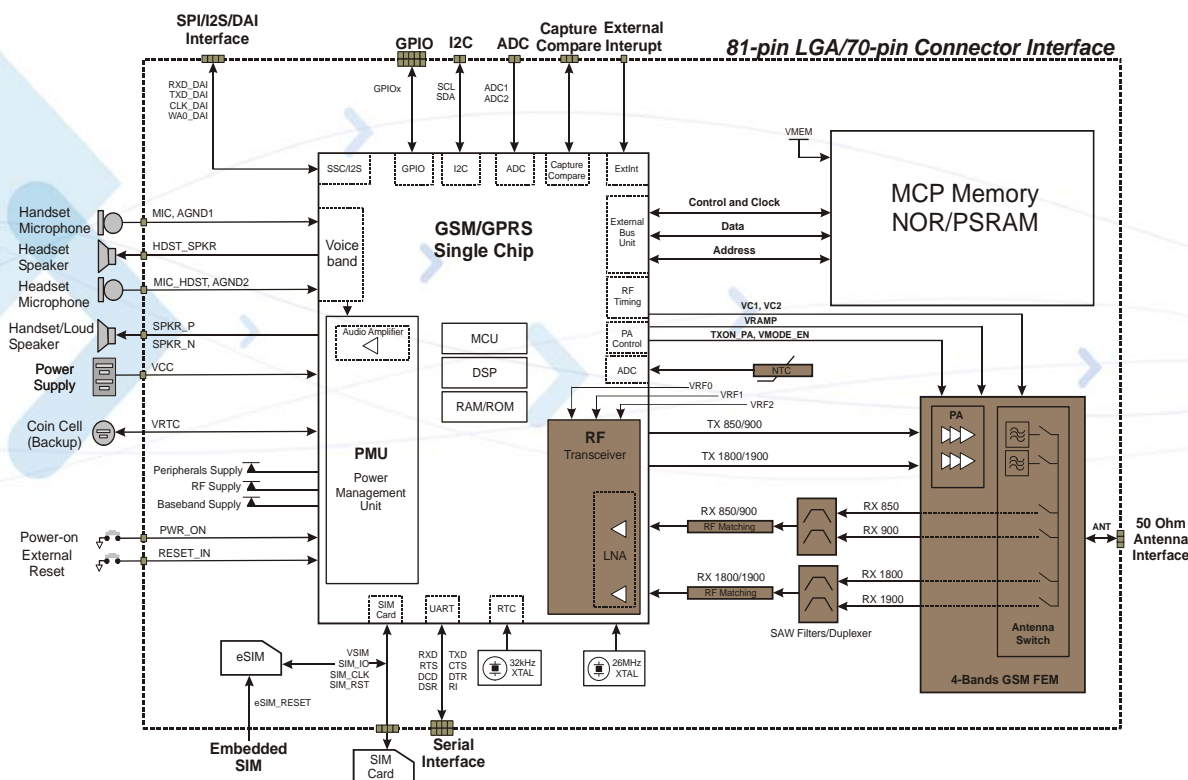 SPI/I2S/DAI
Interface
GPIO
I2C
ADC
Capture
Compare
External
Interupt
81-pin LGA/70-pin Connector Interface
RXD_DAI
TXD_DAI
CLK_DAI
WA0_DAI
GPIOx
SCL
SDA
ADC1
ADC2
VMEM
SSC/I2S
GPIO
I2C
ADC
Capture
Compare
ExtInt
MCP Memory
NOR/PSRAM
GSM/GPRS
Single Chip
External
Bus
Unit
Control and Clock
Data
Address
Handset
Microphone
MIC, AGND1
Headset
Speaker
HDST_SPKR
Headset
Microphone
MIC_HDST, AGND2
Handset/Loud
Speaker
SPKR_P
SPKR_N
Power
Supply
VCC
Coin Cell
(Backup)
VRTC
Voice
band
Audio Amplifier
RF
Timing
PA
Control
ADC
VC1, VC2
VRAMP
TXON_PA, VMODE_EN
NTC
MCU
DSP
RAM/ROM
VRF0
VRF1
VRF2
PMU
Power
Management
Unit
Peripherals Supply
RF Supply
Baseband Supply
Power-on
PWR_ON
External
Reset
RESET_IN
RF
Transceiver
LNA
TX 850/900
TX 1800/1900
RX 850/900
RF Matching
RX 1800/1900
RF Matching
RX 850
RX 900
RX 1800
RX 1900
SAW Filters/Duplexer
PA
Antenna
Switch
4-Bands GSM FEM
ANT
50 Ohm
Antenna
Interface
SIM
Card
UART
RTC
32kHz
XTAL
26MHz
XTAL
eSIM
VSIM
SIM_IO
SIM_CLK
SIM_RST
eSIM_RESET
RXD
RTS
DCD
DSR
TXD
CTS
DTR
RI
Embedded
SIM
SIM
Card
Serial
Interface